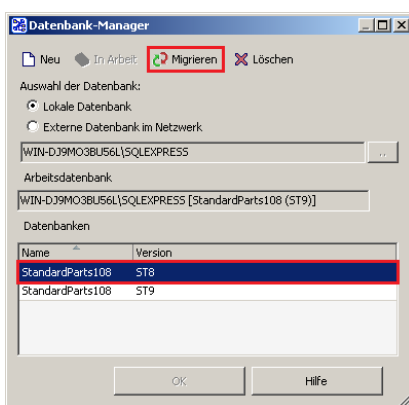 Datenbank-Manager
Neu In Arbeit Migrieren Löschen
Auswahl der Datenbank:
Lokale Datenbank
Externe Datenbank im Netzwerk
WIN-DJ9MO3BU56L\SQLEXPRESS ..
Arbeitsdatenbank
WIN-DJ9MO3BU56L\SQLEXPRESS [StandardParts108 (ST9)]
Datenbanken
Name Version
StandardParts108 ST8
StandardParts108 ST9
OK Hilfe